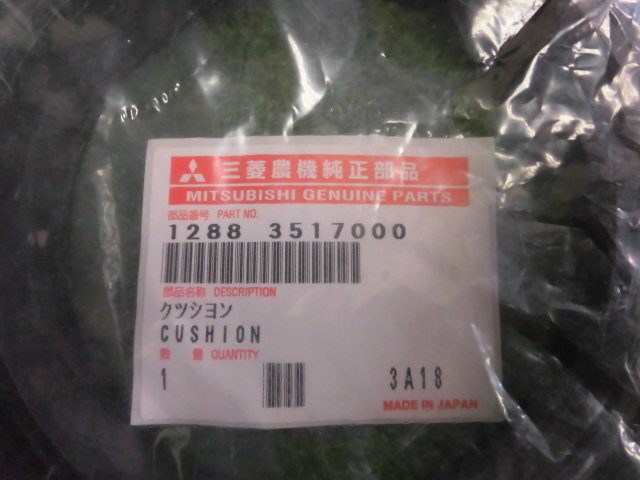 三菱農機純正部品
MITSUBISHI GENUINE PARTS
部品番号 PART NO.
1288 3517000
部品名称 DESCRIPTION
クツシヨン
CUSHION
数 量 QUANTITY
1 3A18
MADE IN JAPAN